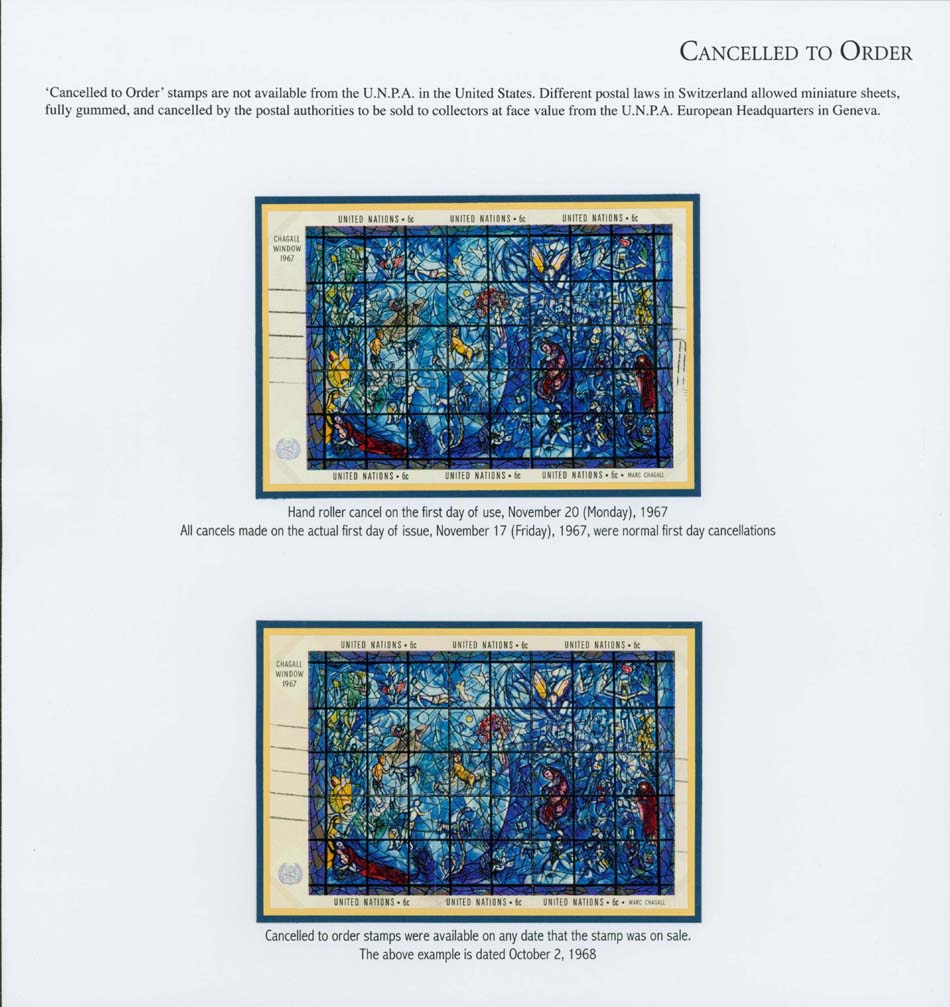 CANCELLED TO ORDER
‘Cancelled to Order’ stamps are not available from the U.N.P.A. in the United States. Different postal laws in Switzerland allowed miniature sheets,
fully gummed, and cancelled by the postal authorities to be sold to collectors at face value from the U.N.P.A. European Headquarters in Geneva.
UNITED NATIONS • 6c UNITED NATIONS • 6c UNITED NATIONS • 6c
CHAGALL
WINDOW
1967
UNITED NATIONS • 6c UNITED NATIONS • 6c UNITED NATIONS • 6c • MARC CHAGALL
Hand roller cancel on the first day of use, November 20 (Monday), 1967
All cancels made on the actual first day of issue, November 17 (Friday), 1967, were normal first day cancellations
UNITED NATIONS • 6c UNITED NATIONS • 6c UNITED NATIONS • 6c
CHAGALL
WINDOW
1967
UNITED NATIONS • 6c UNITED NATIONS • 6c UNITED NATIONS • 6c • MARC CHAGALL
Cancelled to order stamps were available on any date that the stamp was on sale.
The above example is dated October 2, 1968